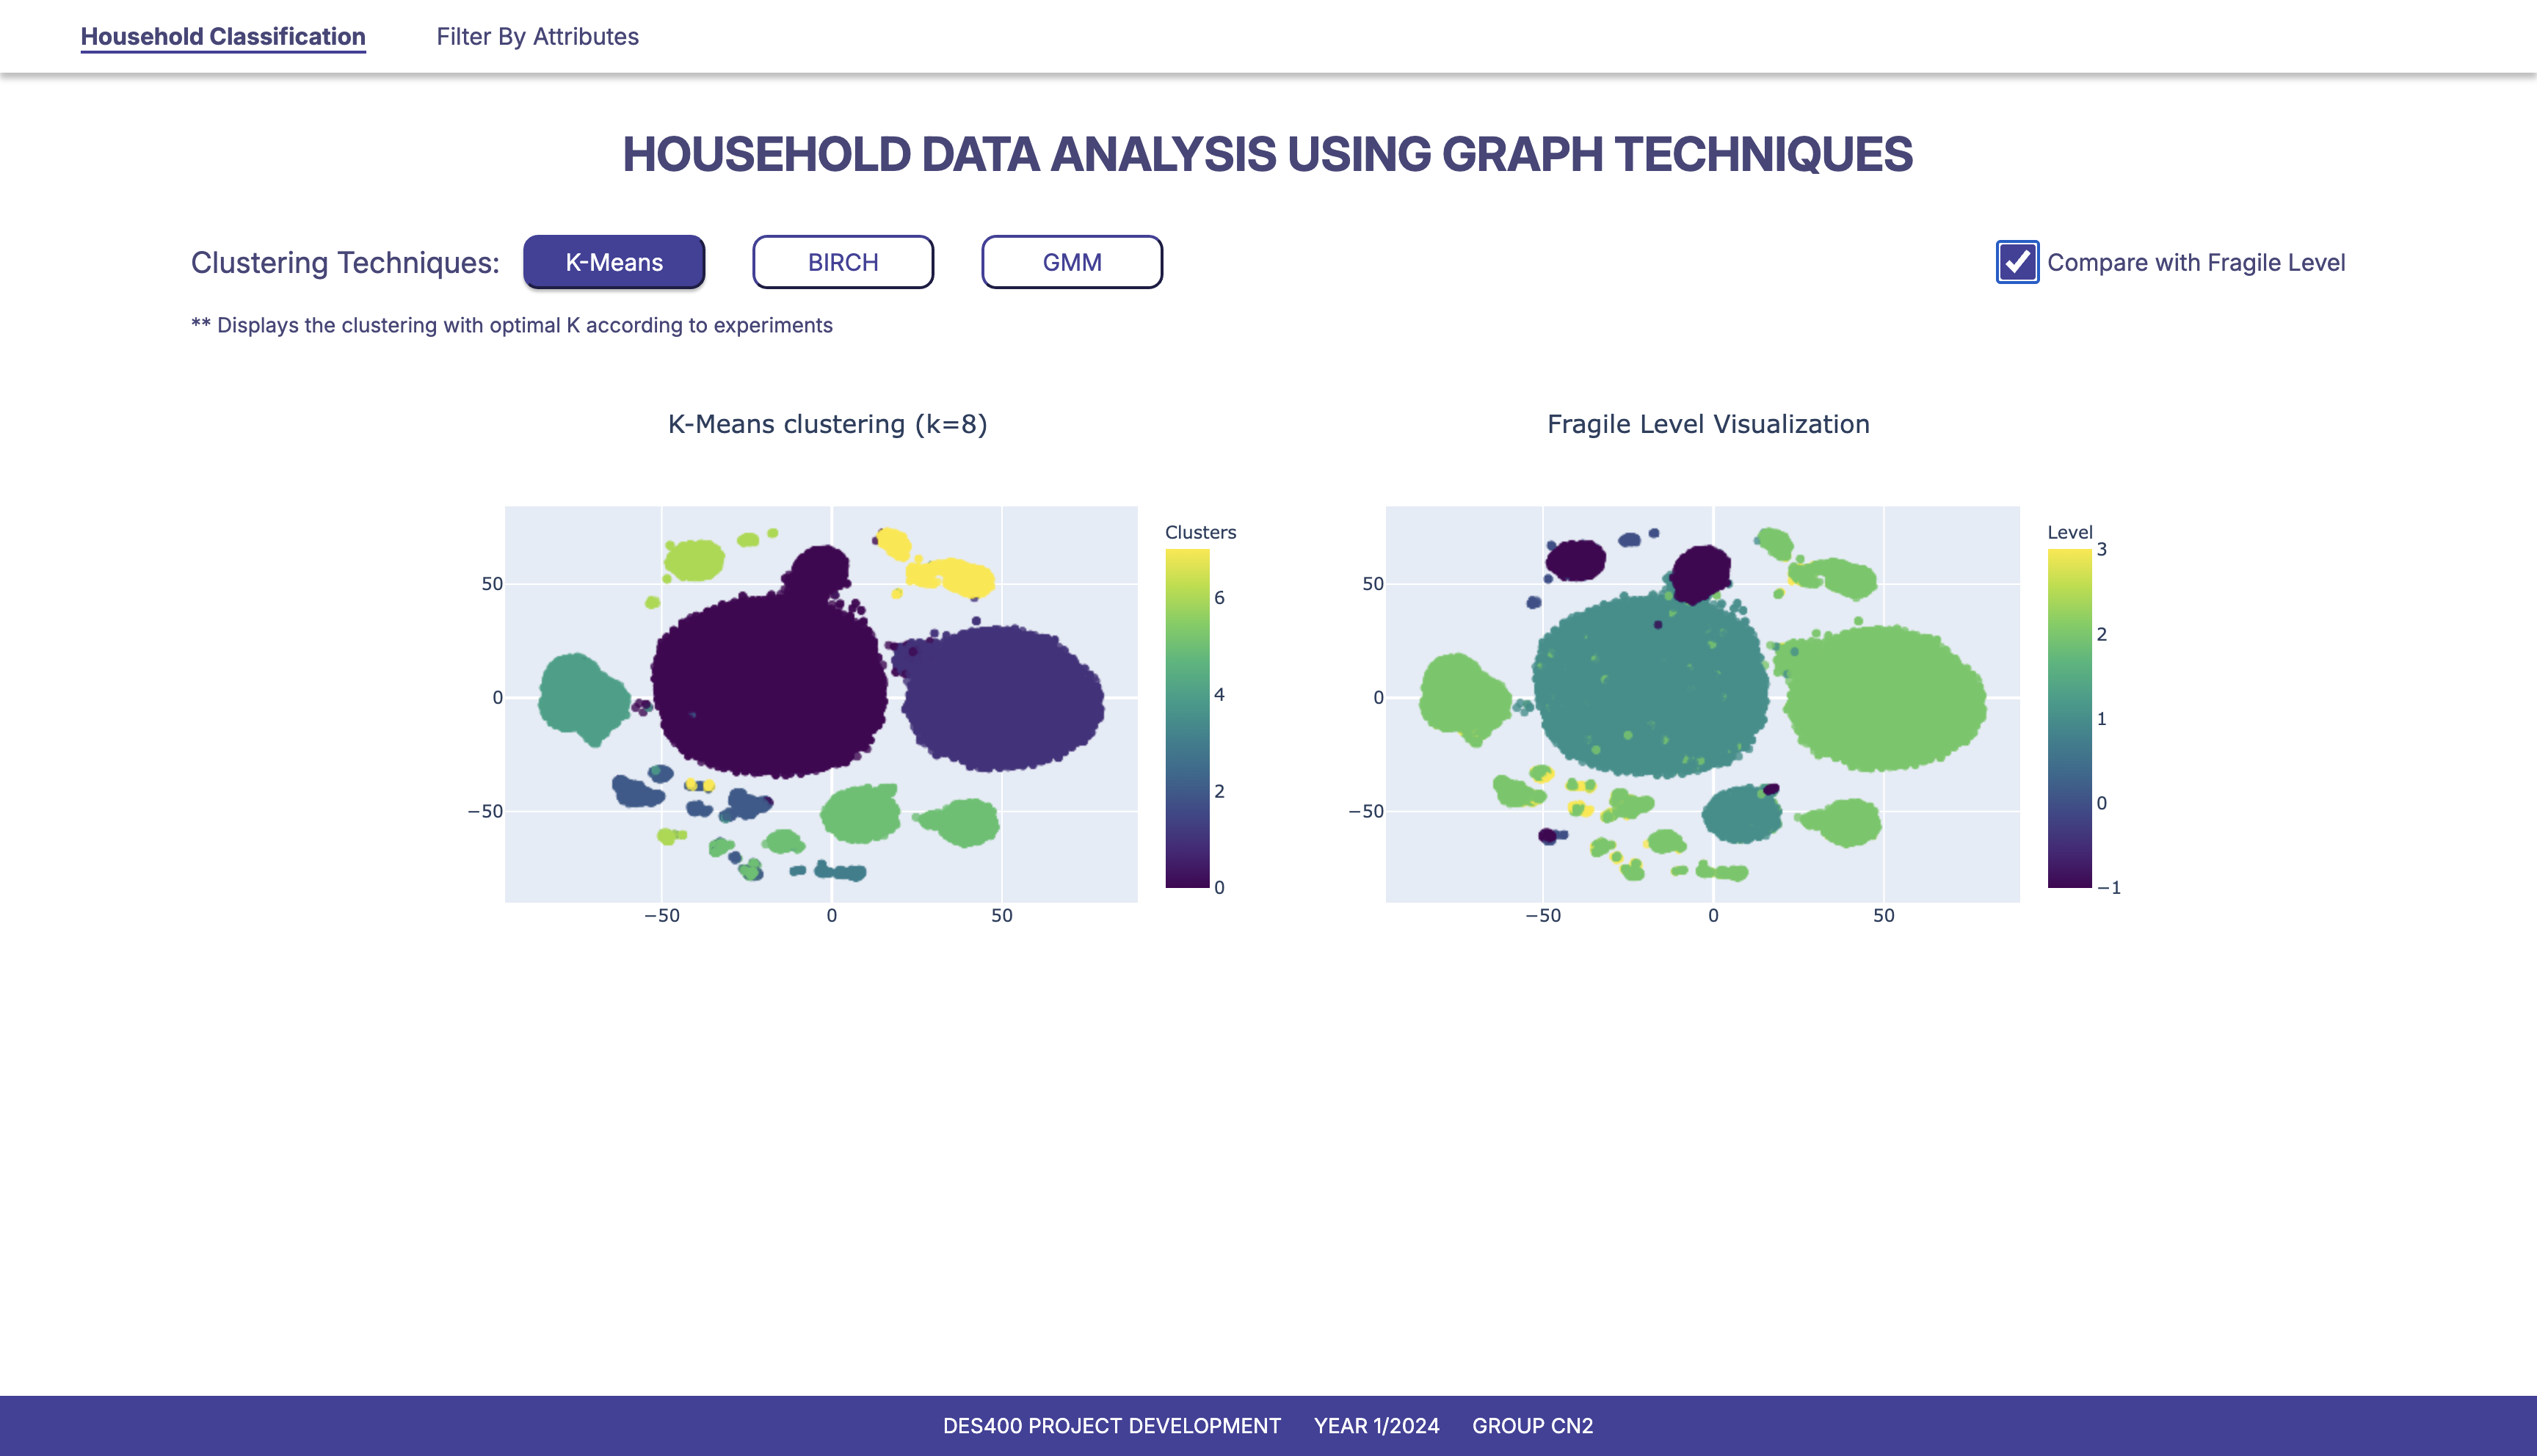 Household Classification
Filter By Attributes
HOUSEHOLD DATA ANALYSIS USING GRAPH TECHNIQUES
Clustering Techniques:
K-Means
BIRCH
GMM
Compare with Fragile Level
** Displays the clustering with optimal K according to experiments
K-Means clustering (k=8)
50
0
−50
−50
0
50
Clusters
6
4
2
0
Fragile Level Visualization
50
0
−50
−50
0
50
Level
3
2
1
0
−1
DES400 PROJECT DEVELOPMENT
YEAR 1/2024
GROUP CN2